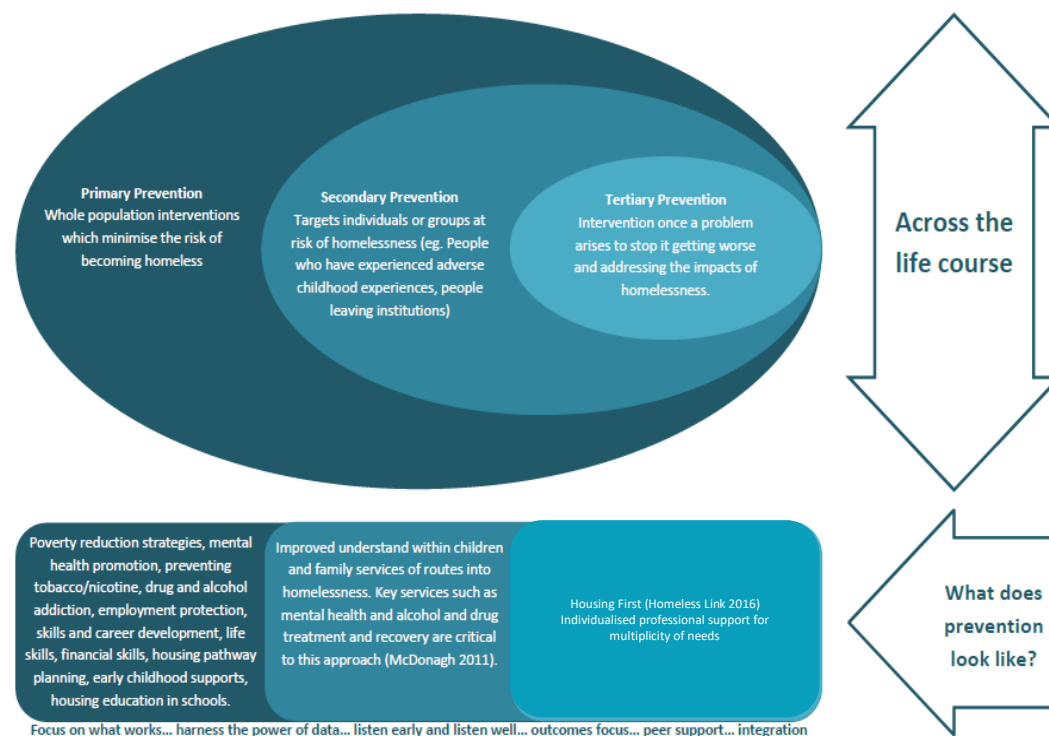 Primary Prevention
Whole population interventions
which minimise the risk of
becoming homeless
Secondary Prevention
Targets individuals or groups at
risk of homelessness (eg. People
who have experienced adverse
childhood experiences, people
leaving institutions)
Tertiary Prevention
Intervention once a problem
arises to stop it getting worse
and addressing the impacts of
homelessness.
Across the
life course
Poverty reduction strategies, mental
health promotion, preventing
tobacco/nicotine, drug and alcohol
addiction, employment protection,
skills and career development, life
skills, financial skills, housing pathway
planning, early childhood supports,
housing education in schools.
Improved understand within children
and family services of routes into
homelessness. Key services such as
mental health and alcohol and drug
treatment and recovery are critical
to this approach (McDonagh 2011).
Housing First (Homeless Link 2016)
Individualised professional support for
multiplicity of needs
What does
prevention
look like?
Focus on what works... harness the power of data... listen early and listen well... outcomes focus... peer support... integration